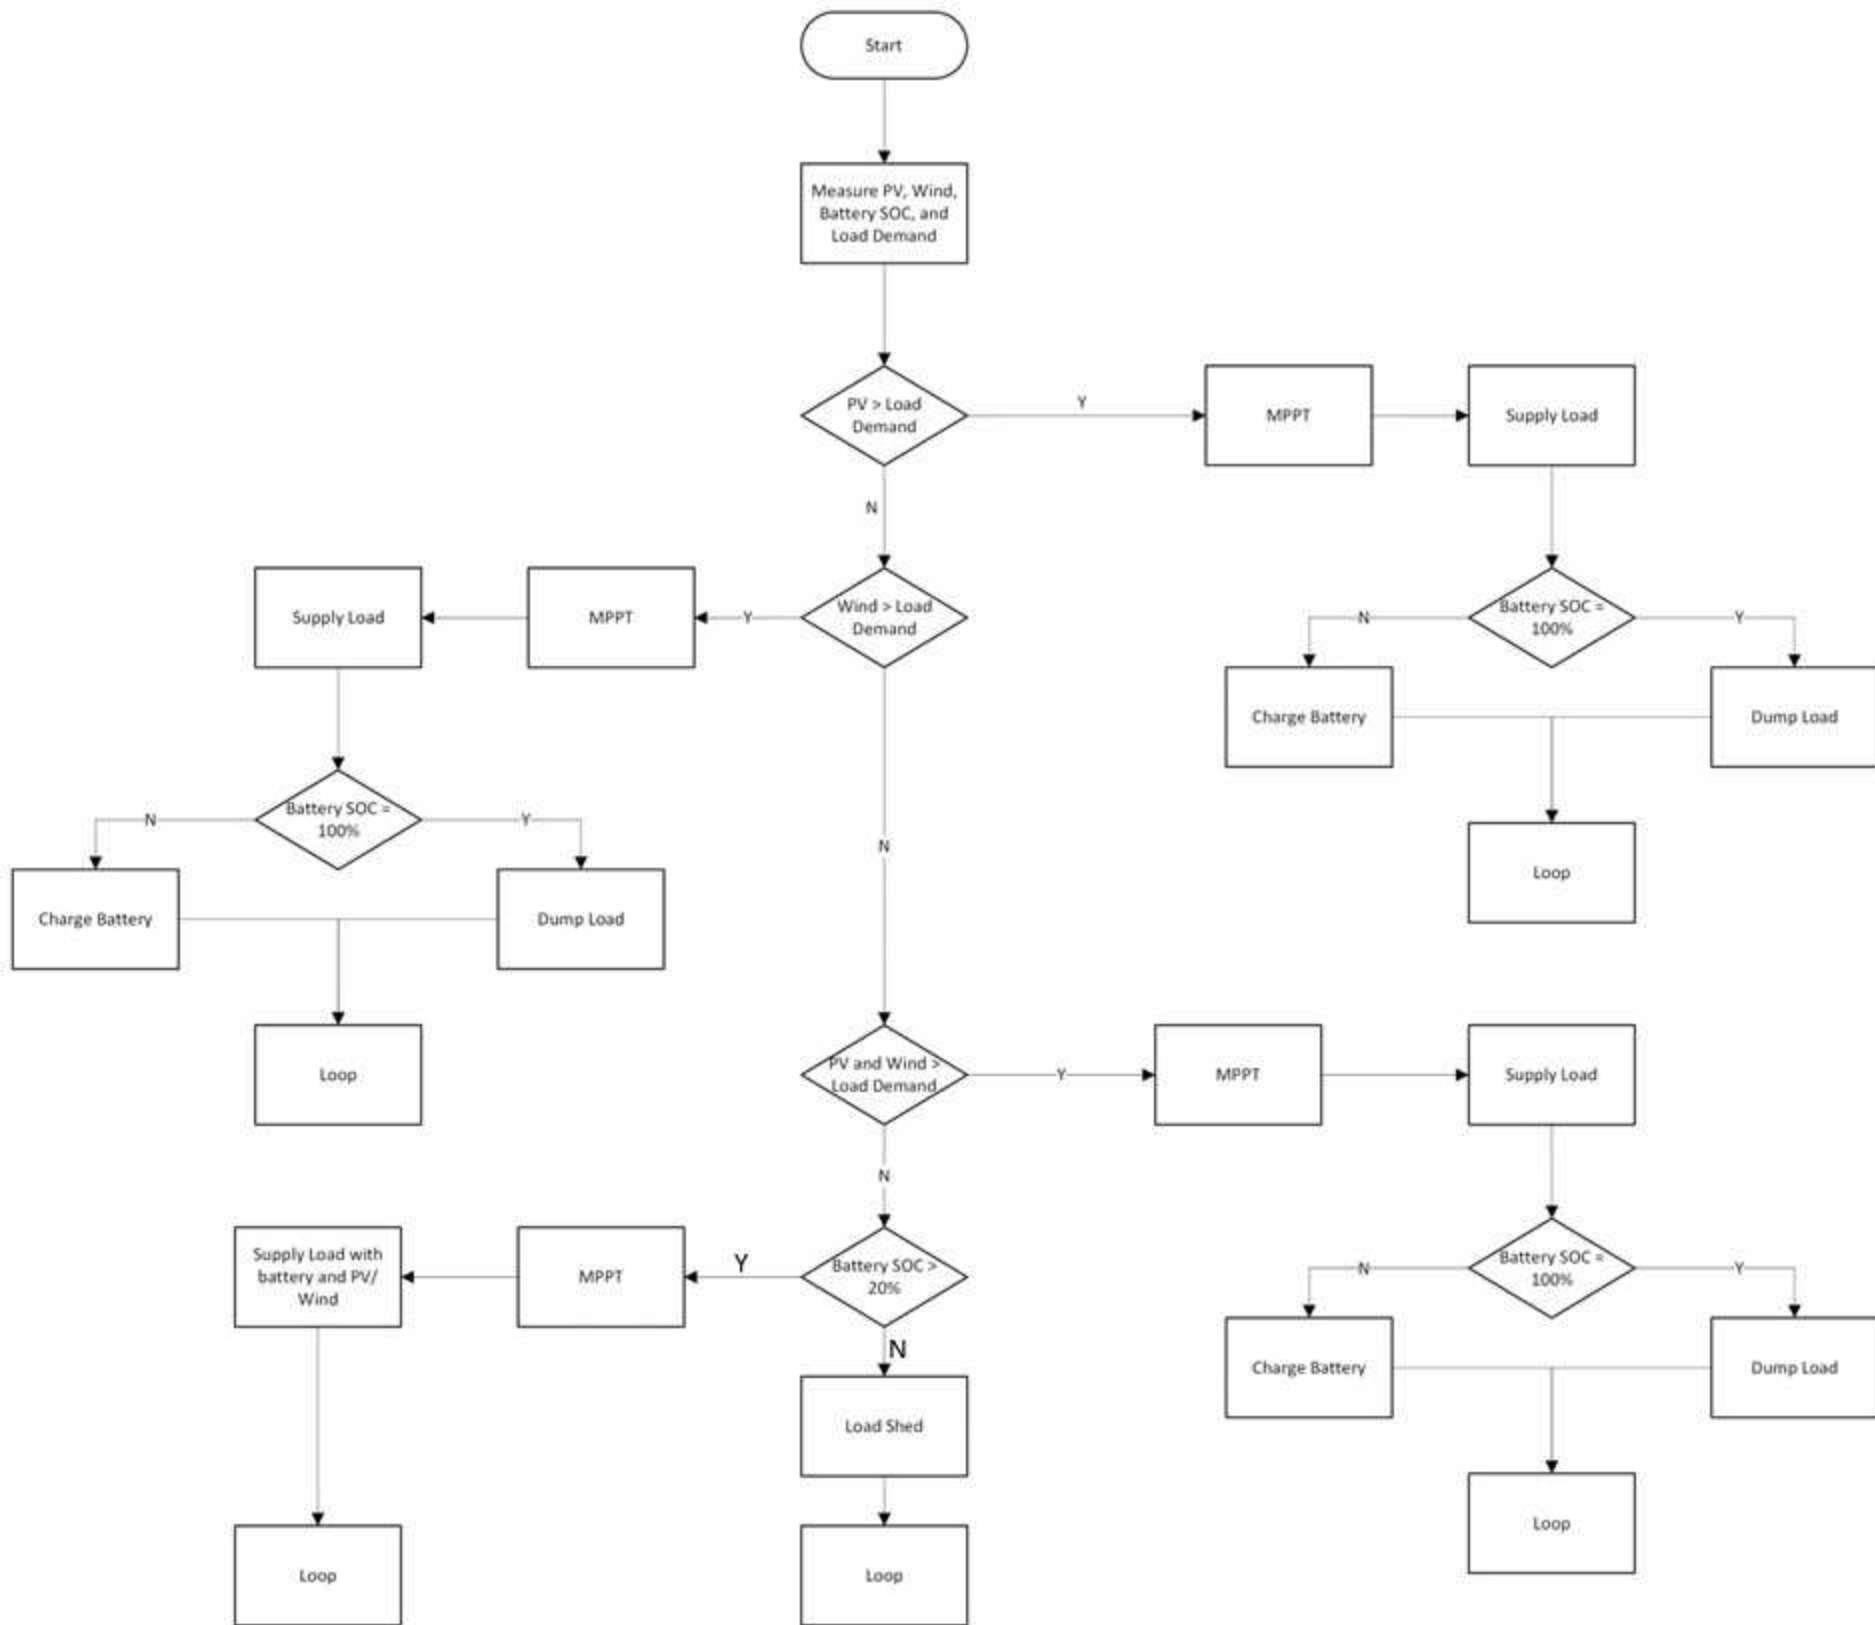 Start
Measure PV, Wind,
Battery SOC, and
Load Demand
PV > Load
Demand
Y
MPPT
Supply Load
N
Supply Load
MPPT
Y
Wind > Load
Demand
Battery SOC =
100%
N
Y
Charge Battery
Dump Load
Battery SOC =
100%
N
Y
N
Loop
Charge Battery
Dump Load
Loop
PV and Wind >
Load Demand
Y
MPPT
Supply Load
N
Supply Load with
battery and PV/
Wind
MPPT
Y
Battery SOC >
20%
Battery SOC =
100%
N
Y
N
Charge Battery
Dump Load
Load Shed
Loop
Loop
Loop